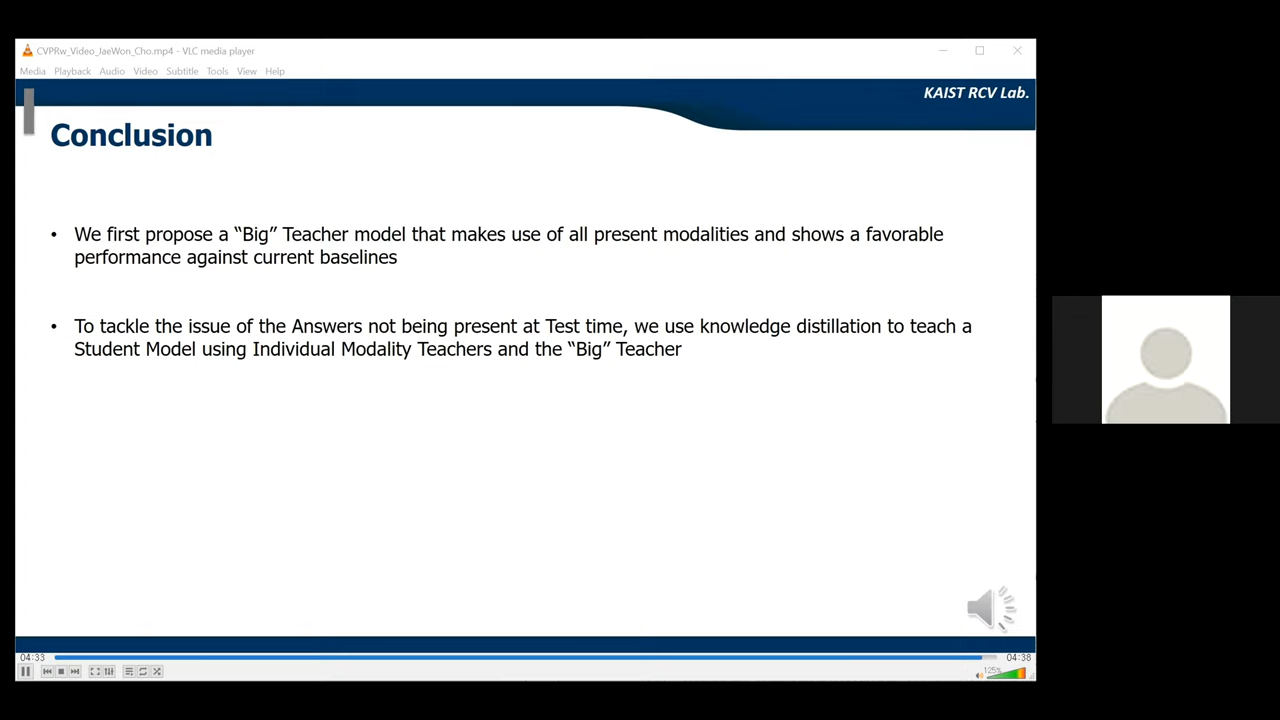 CVPRw_Video_JaeWon_Cho.mp4 - VLC media player
Media Playback Audio Video Subtitle Tools View Help
KAIST RCV Lab.
Conclusion
• We first propose a “Big” Teacher model that makes use of all present modalities and shows a favorable
performance against current baselines
• To tackle the issue of the Answers not being present at Test time, we use knowledge distillation to teach a
Student Model using Individual Modality Teachers and the “Big” Teacher
04:33
04:38
125%